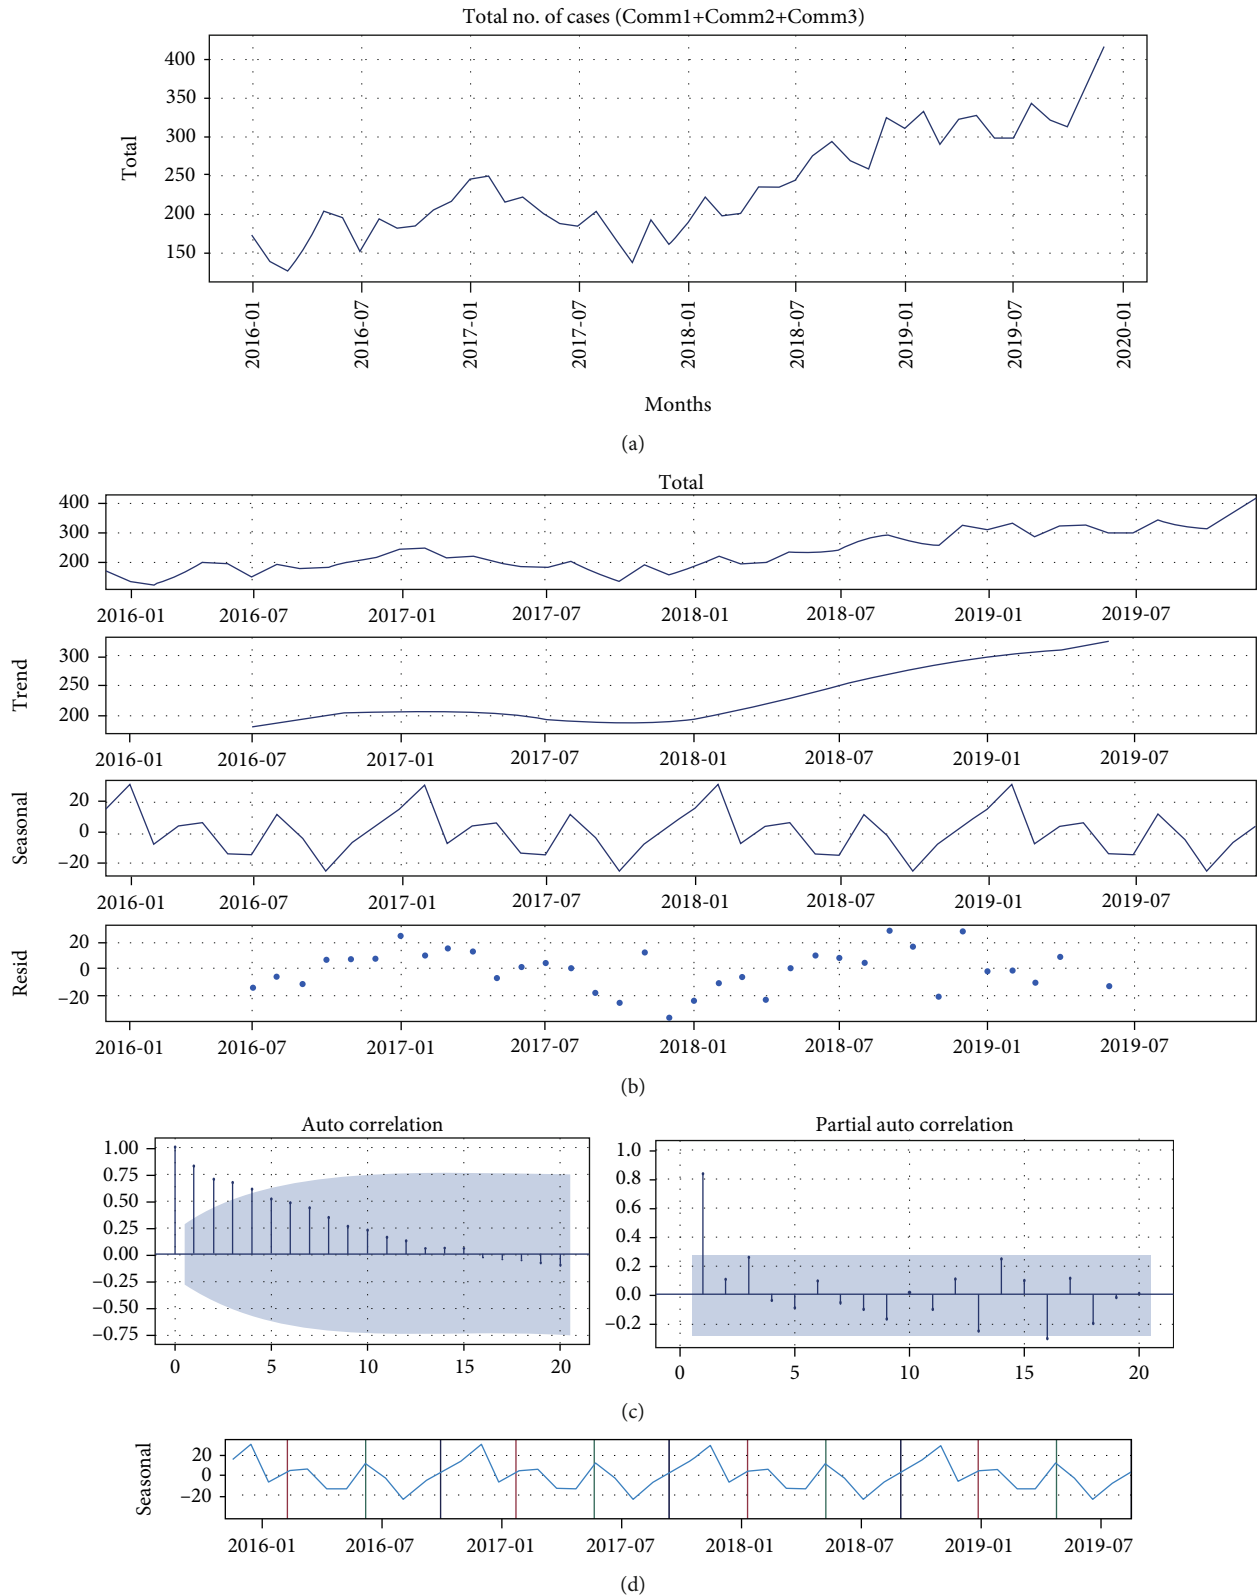 Total no. of cases (Comm1+Comm2+Comm3)
400
350
300
250
200
150
Total
2016-01 2016-07 2017-01 2017-07 2018-01 2018-07 2019-01 2019-07 2020-01
Months
(a)
Total
400
300
200
2016-01 2016-07 2017-01 2017-07 2018-01 2018-07 2019-01 2019-07
Trend
300
250
200
2016-01 2016-07 2017-01 2017-07 2018-01 2018-07 2019-01 2019-07
Seasonal
20
0
−20
2016-01 2016-07 2017-01 2017-07 2018-01 2018-07 2019-01 2019-07
Resid
20
0
−20
2016-01 2016-07 2017-01 2017-07 2018-01 2018-07 2019-01 2019-07
(b)
Auto correlation
1.00
0.75
0.50
0.25
0.00
−0.25
−0.50
−0.75
0 5 10 15 20
Partial auto correlation
1.0
0.8
0.6
0.4
0.2
0.0
−0.2
0 5 10 15 20
(c)
Seasonal
20
0
−20
2016-01 2016-07 2017-01 2017-07 2018-01 2018-07 2019-01 2019-07
(d)